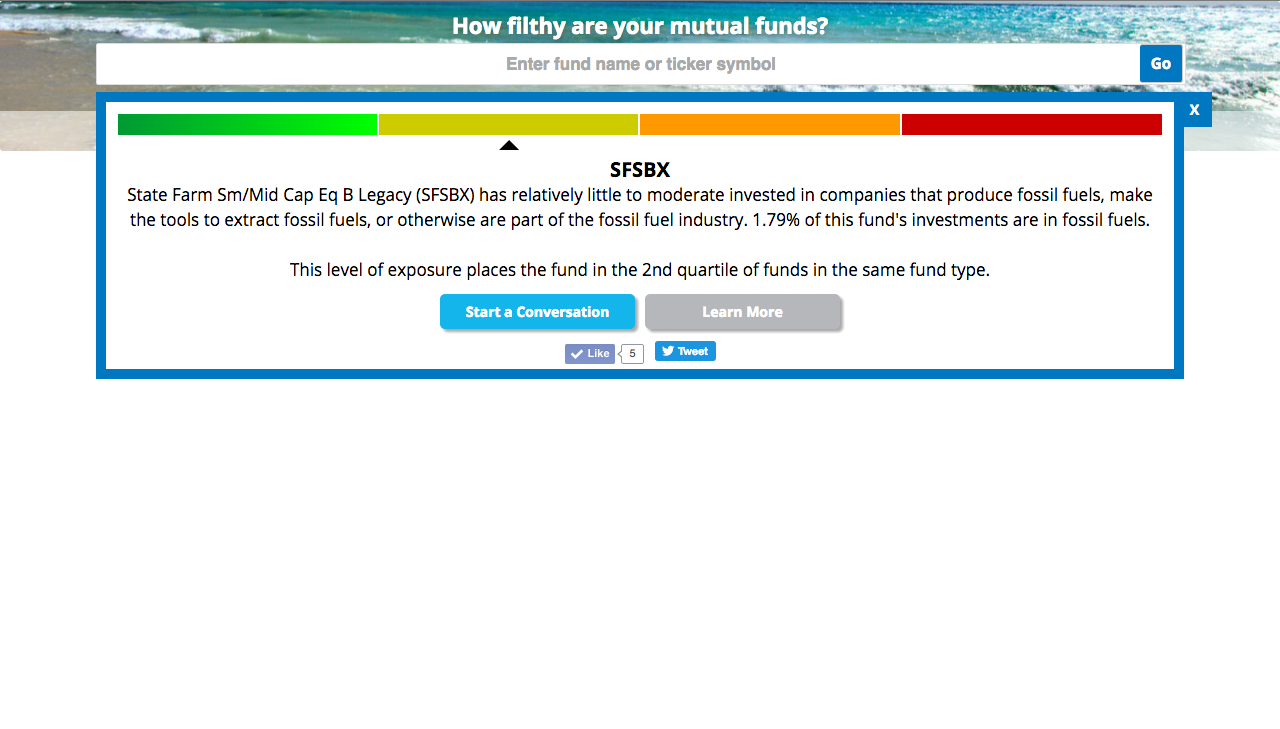 How filthy are your mutual funds?
Enter fund name or ticker symbol
Go
X
SFSBX
State Farm Sm/Mid Cap Eq B Legacy (SFSBX) has relatively little to moderate invested in companies that produce fossil fuels, make
the tools to extract fossil fuels, or otherwise are part of the fossil fuel industry. 1.79% of this fund's investments are in fossil fuels.
This level of exposure places the fund in the 2nd quartile of funds in the same fund type.
Start a Conversation
Learn More
Like 5
Tweet